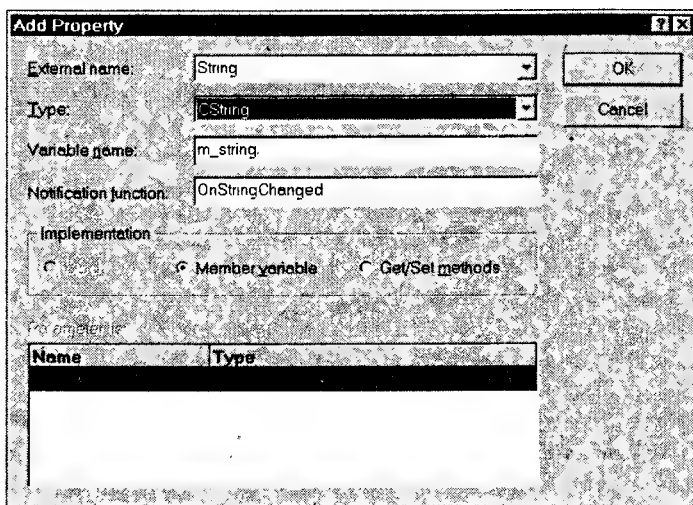 Add Property
External name: String OK
Type: CString Cancel
Variable name: m_string.
Notification function: OnStringChanged
Implementation
Member variable Get/Set methods
Name Type